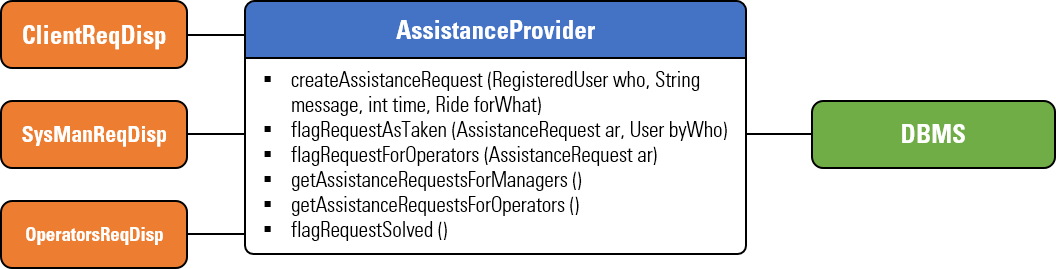 ClientReqDisp
SysManReqDisp
OperatorsReqDisp
AssistanceProvider
▪ createAssistanceRequest (RegisteredUser who, String
message, int time, Ride forWhat)
▪ flagRequestAsTaken (AssistanceRequest ar, User byWho)
▪ flagRequestForOperators (AssistanceRequest ar)
▪ getAssistanceRequestsForManagers ()
▪ getAssistanceRequestsForOperators ()
▪ flagRequestSolved ()
DBMS